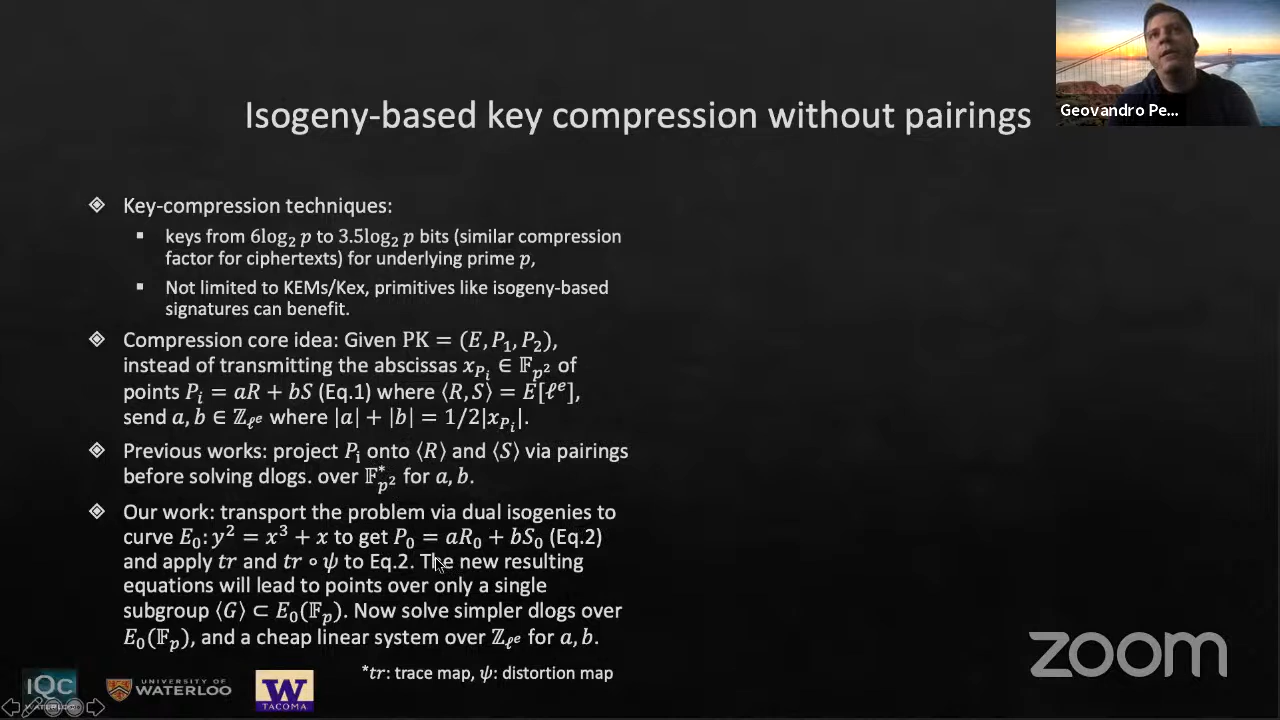 Geovandro Pe...
Isogeny-based key compression without pairings
Key-compression techniques:
keys from 6log₂ p to 3.5log₂ p bits (similar compression
factor for ciphertexts) for underlying prime p,
Not limited to KEMs/Kex, primitives like isogeny-based
signatures can benefit.
Compression core idea: Given PK = (E, P₁, P₂),
instead of transmitting the abscissas x_{P_i} ∈ 𝔽_{p²} of
points P_i = aR + bS (Eq.1) where ⟨R, S⟩ = E[ℓᵉ],
send a, b ∈ ℤ_{ℓᵉ} where |a| + |b| = 1/2|x_{P_i}|.
Previous works: project P_i onto ⟨R⟩ and ⟨S⟩ via pairings
before solving dlogs. over 𝔽*_{p²} for a, b.
Our work: transport the problem via dual isogenies to
curve E₀: y² = x³ + x to get P₀ = aR₀ + bS₀ (Eq.2)
and apply tr and tr ∘ ψ to Eq.2. The new resulting
equations will lead to points over only a single
subgroup ⟨G⟩ ⊂ E₀(𝔽_p). Now solve simpler dlogs over
E₀(𝔽_p), and a cheap linear system over ℤ_{ℓᵉ} for a, b.
*tr: trace map, ψ: distortion map
IQC
UNIVERSITY OF
WATERLOO
W
TACOMA
zoom